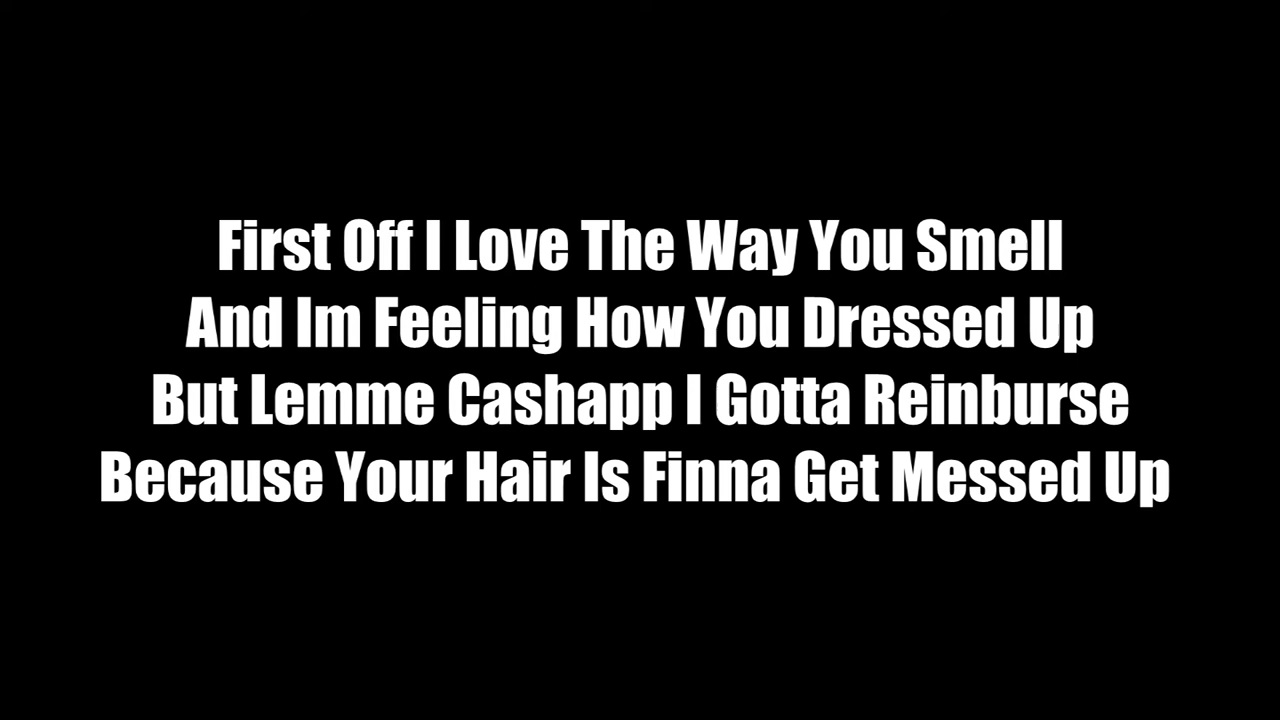 First Off I Love The Way You Smell
And Im Feeling How You Dressed Up
But Lemme Cashapp I Gotta Reinburse
Because Your Hair Is Finna Get Messed Up